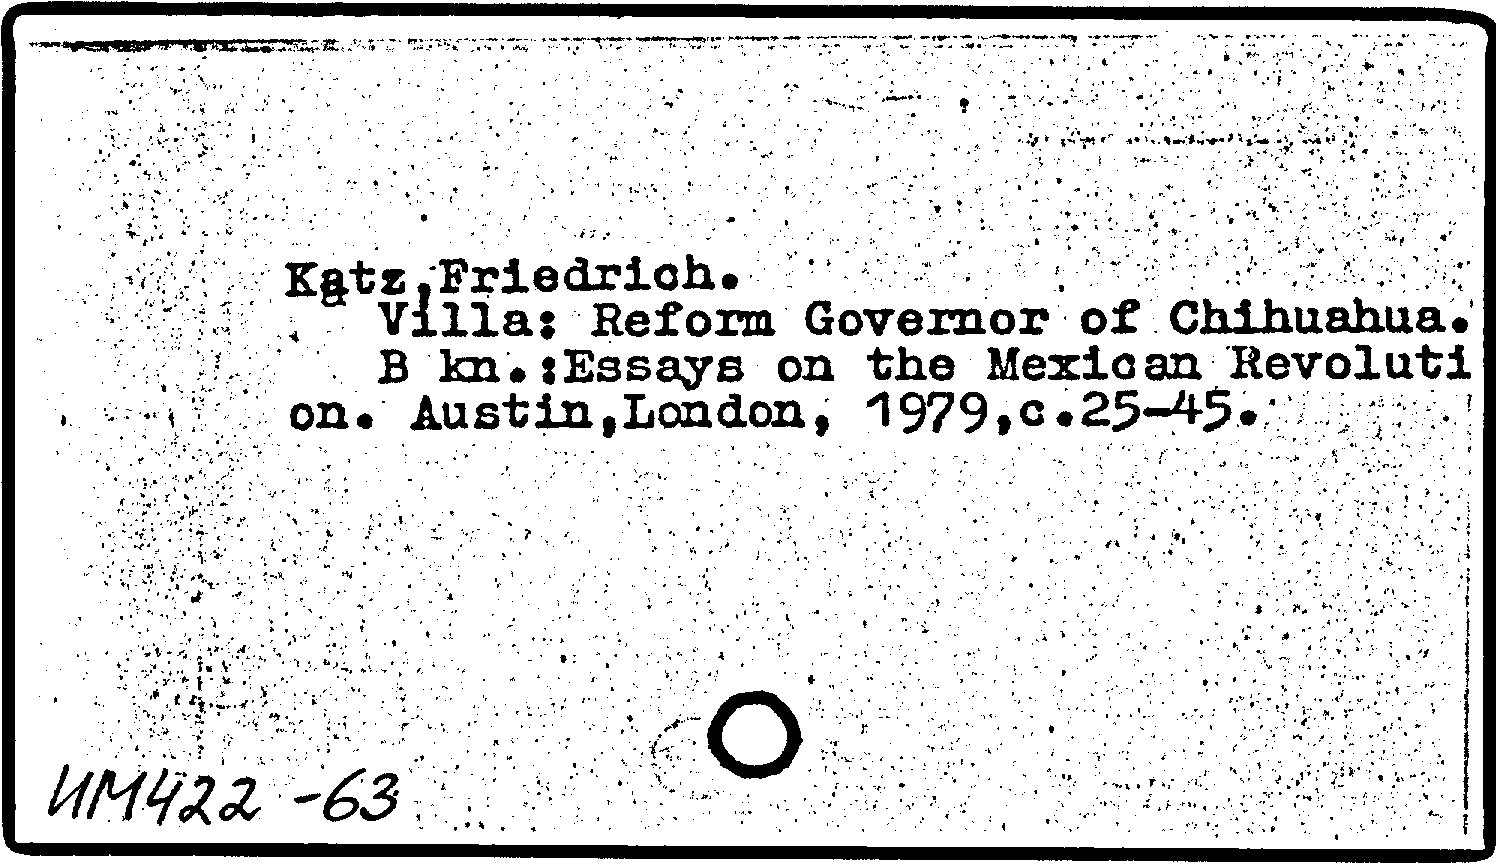 Katz,Friedrich.
Villa: Reform Governor of Chihuahua.
В kn.:Essays on the Mexican Revoluti
on. Austin,London, 1979,c.25-45.
ИМ422 -63